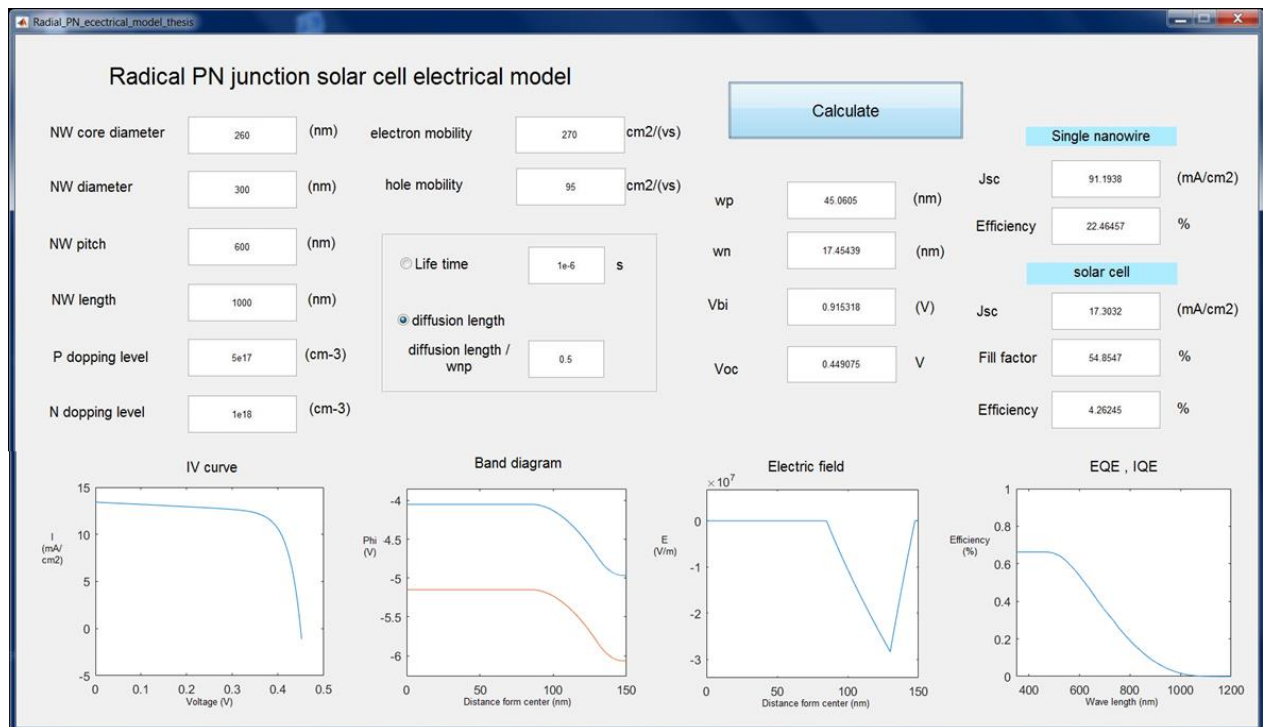 Radial_PN_ecectrical_model_thesis
Radical PN junction solar cell electrical model
Calculate
NW core diameter 260 (nm)
NW diameter 300 (nm)
NW pitch 600 (nm)
NW length 1000 (nm)
P dopping level 5e17 (cm-3)
N dopping level 1e18 (cm-3)
electron mobility 270 cm2/(vs)
hole mobility 95 cm2/(vs)
Life time 1e-6 s
diffusion length
diffusion length /
wnp
0.5
wp 45.0605 (nm)
wn 17.45439 (nm)
Vbi 0.915318 (V)
Voc 0.449075 V
Single nanowire
Jsc 91.1938 (mA/cm2)
Efficiency 22.46457 %
solar cell
Jsc 17.3032 (mA/cm2)
Fill factor 54.8547 %
Efficiency 4.26245 %
IV curve
I
(mA/
cm2)
15
10
5
0
-5
0 0.1 0.2 0.3 0.4 0.5
Voltage (V)
Band diagram
Phi
(V)
-4
-4.5
-5
-5.5
-6
0 50 100 150
Distance form center (nm)
Electric field
×10^7
E
(V/m)
0
-1
-2
-3
0 50 100 150
Distance form center (nm)
EQE , IQE
Efficiency
(%)
1
0.8
0.6
0.4
0.2
0
400 600 800 1000 1200
Wave length (nm)